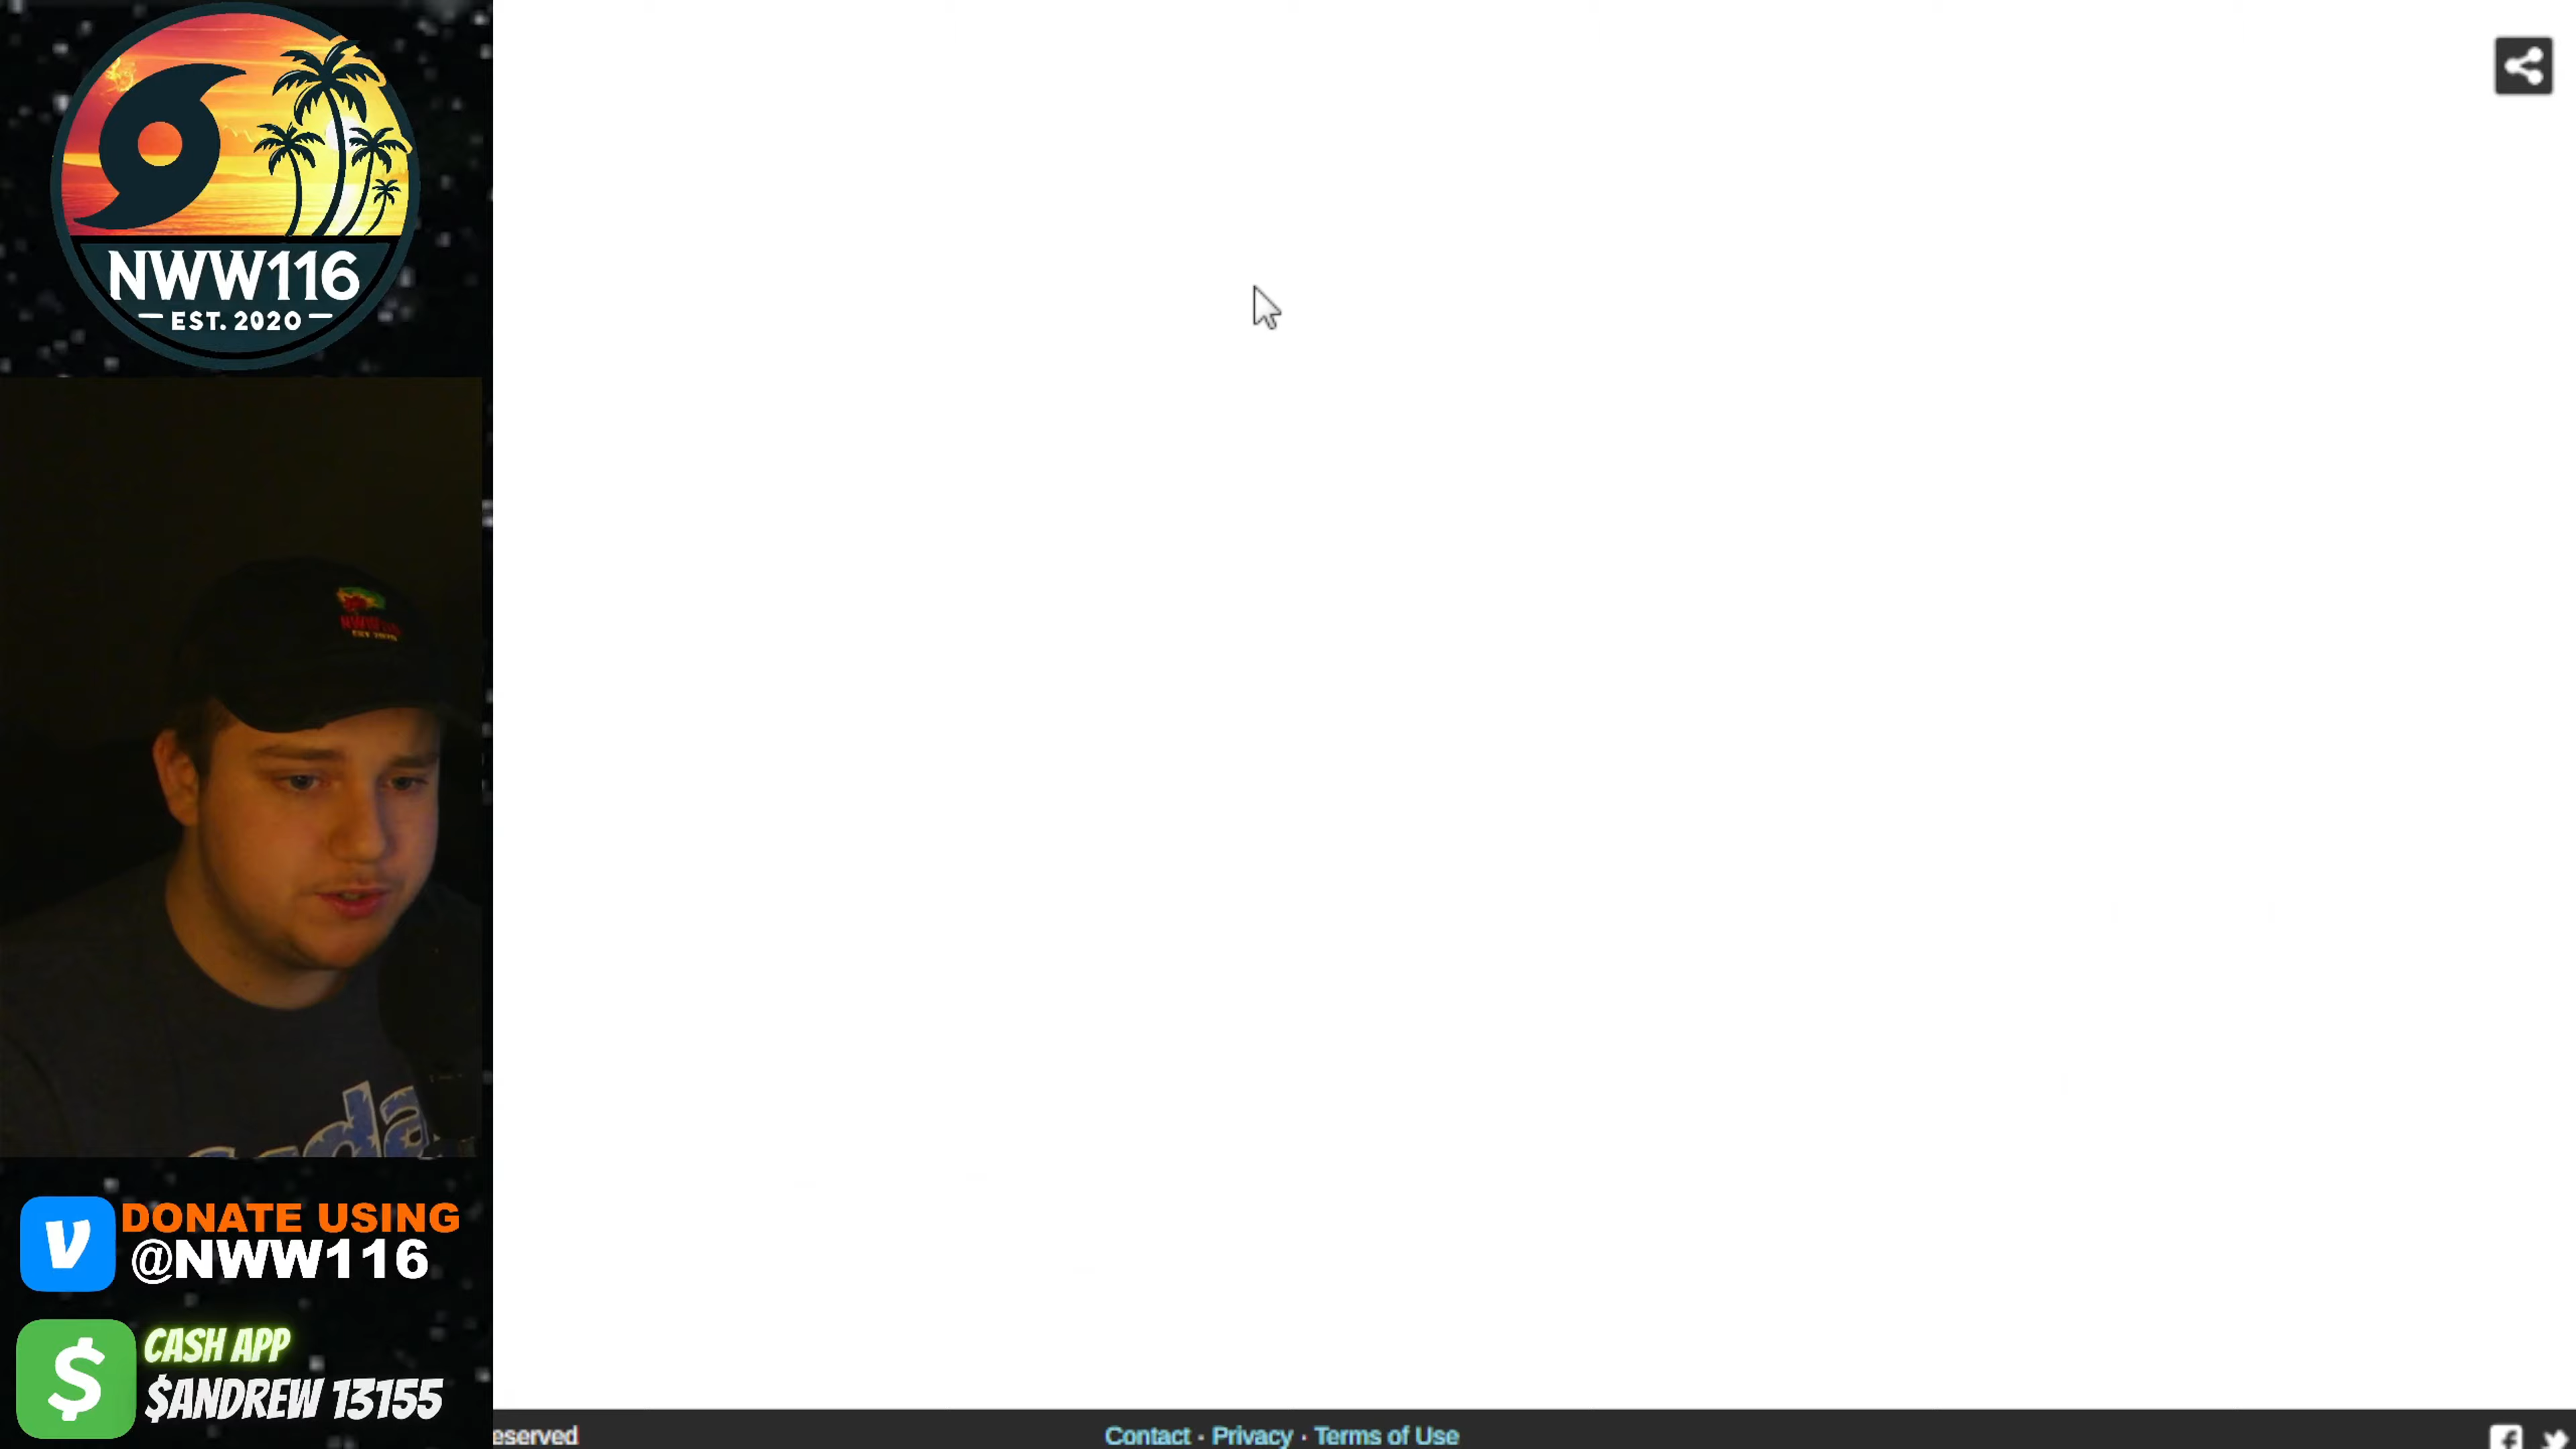 NWW116
EST. 2020
DONATE USING
@NWW116
CASH APP
$ANDREW 13155
eserved
Contact · Privacy · Terms of Use